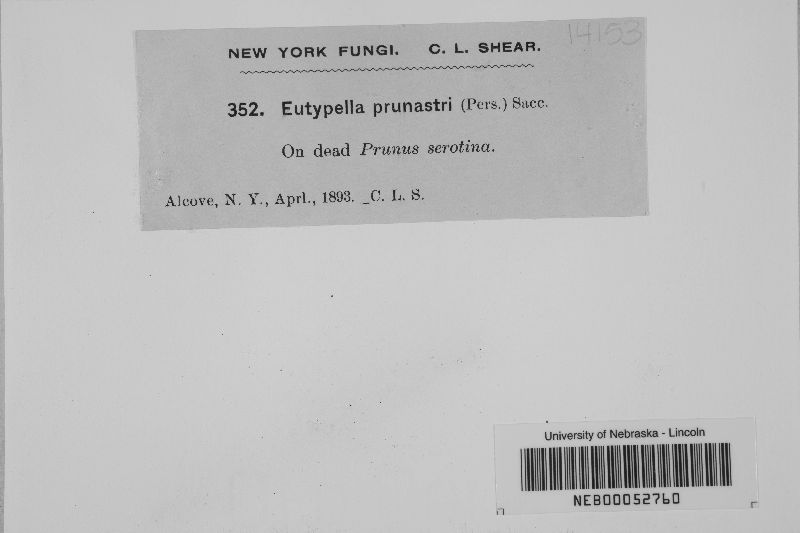 14153
NEW YORK FUNGI. C. L. SHEAR.
352. Eutypella prunastri (Pers.) Sacc.
On dead Prunus serotina.
Alcove, N. Y., Aprl., 1893. _C. L. S.
University of Nebraska - Lincoln
NEB00052760